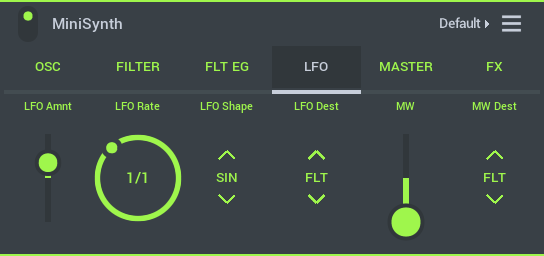 MiniSynth Default
OSC FILTER FLT EG LFO MASTER FX
LFO Amnt LFO Rate LFO Shape LFO Dest MW MW Dest
1/1 SIN FLT FLT